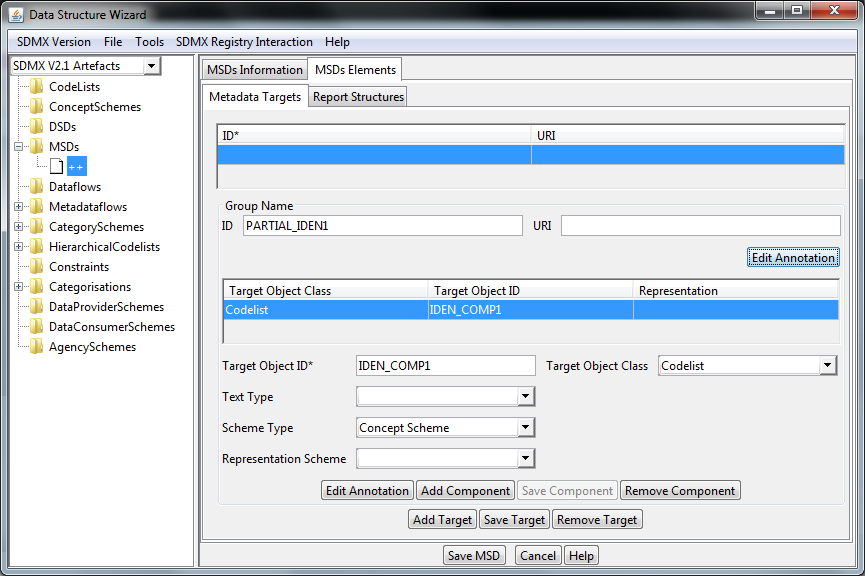 Data Structure Wizard
SDMX Version File Tools SDMX Registry Interaction Help
SDMX V2.1 Artefacts
CodeLists
ConceptSchemes
DSDs
MSDs
++
Dataflows
Metadataflows
CategorySchemes
HierarchicalCodelists
Constraints
Categorisations
DataProviderSchemes
DataConsumerSchemes
AgencySchemes
MSDs Information MSDs Elements
Metadata Targets Report Structures
ID* URI
Group Name
ID PARTIAL_IDEN1 URI
Edit Annotation
Target Object Class Target Object ID Representation
Codelist IDEN_COMP1
Target Object ID* IDEN_COMP1 Target Object Class Codelist
Text Type
Scheme Type Concept Scheme
Representation Scheme
Edit Annotation Add Component Save Component Remove Component
Add Target Save Target Remove Target
Save MSD Cancel Help